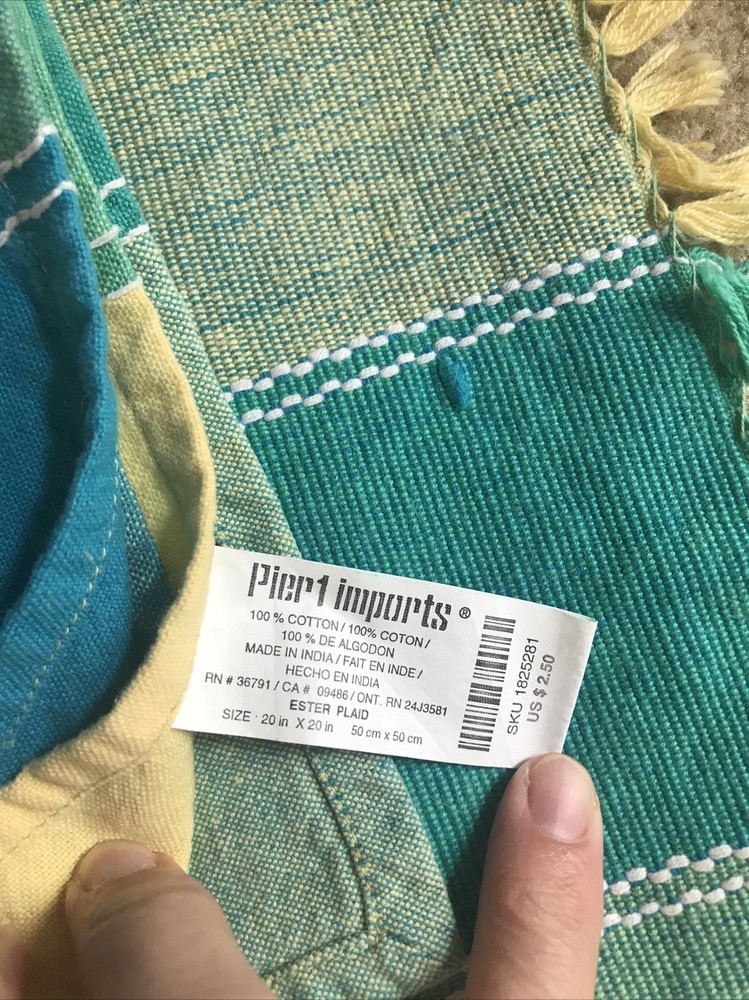 Pier1 imports ®
100 % COTTON / 100% COTON /
100 % DE ALGODON
MADE IN INDIA / FAIT EN INDE /
HECHO EN INDIA
RN # 36791 / CA # 09486 / ONT. RN 24J3581
ESTER PLAID
SIZE : 20 in X 20 in 50 cm x 50 cm
SKU 1825281
US $ 2.50